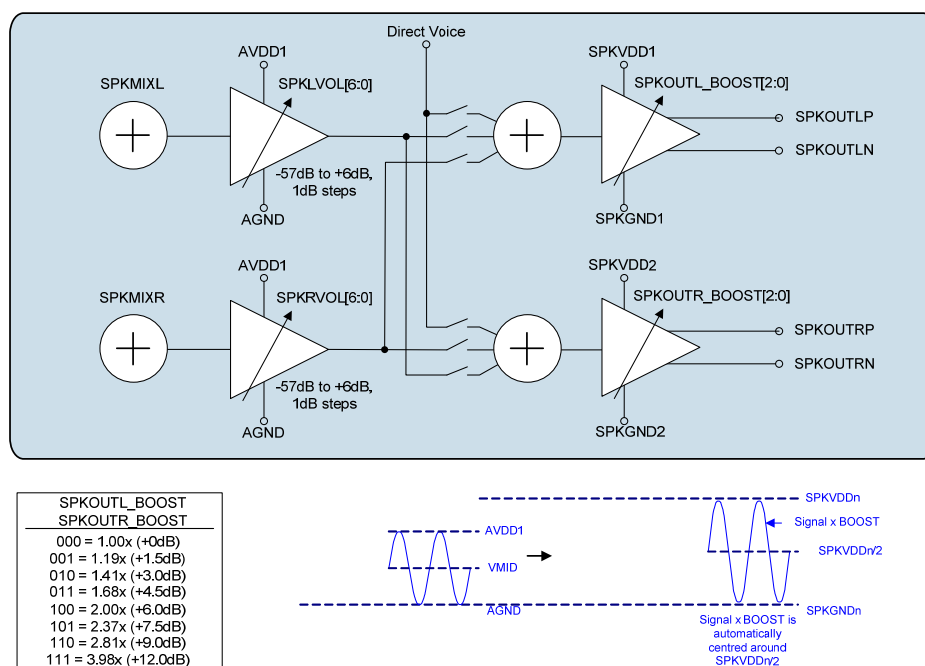 Direct Voice
AVDD1
SPKVDD1
SPKMIXL
SPKLVOL[6:0]
SPKOUTL_BOOST[2:0]
SPKOUTLP
SPKOUTLN
-57dB to +6dB,
1dB steps
AGND
SPKGND1
AVDD1
SPKVDD2
SPKMIXR
SPKRVOL[6:0]
SPKOUTR_BOOST[2:0]
SPKOUTRP
SPKOUTRN
-57dB to +6dB,
1dB steps
AGND
SPKGND2
SPKOUTL_BOOST
SPKOUTR_BOOST
000 = 1.00x (+0dB)
001 = 1.19x (+1.5dB)
010 = 1.41x (+3.0dB)
011 = 1.68x (+4.5dB)
100 = 2.00x (+6.0dB)
101 = 2.37x (+7.5dB)
110 = 2.81x (+9.0dB)
111 = 3.98x (+12.0dB)
AVDD1
VMID
AGND
SPKVDDn
Signal x BOOST
SPKVDDn/2
SPKGNDn
Signal x BOOST is
automatically
centred around
SPKVDDn/2